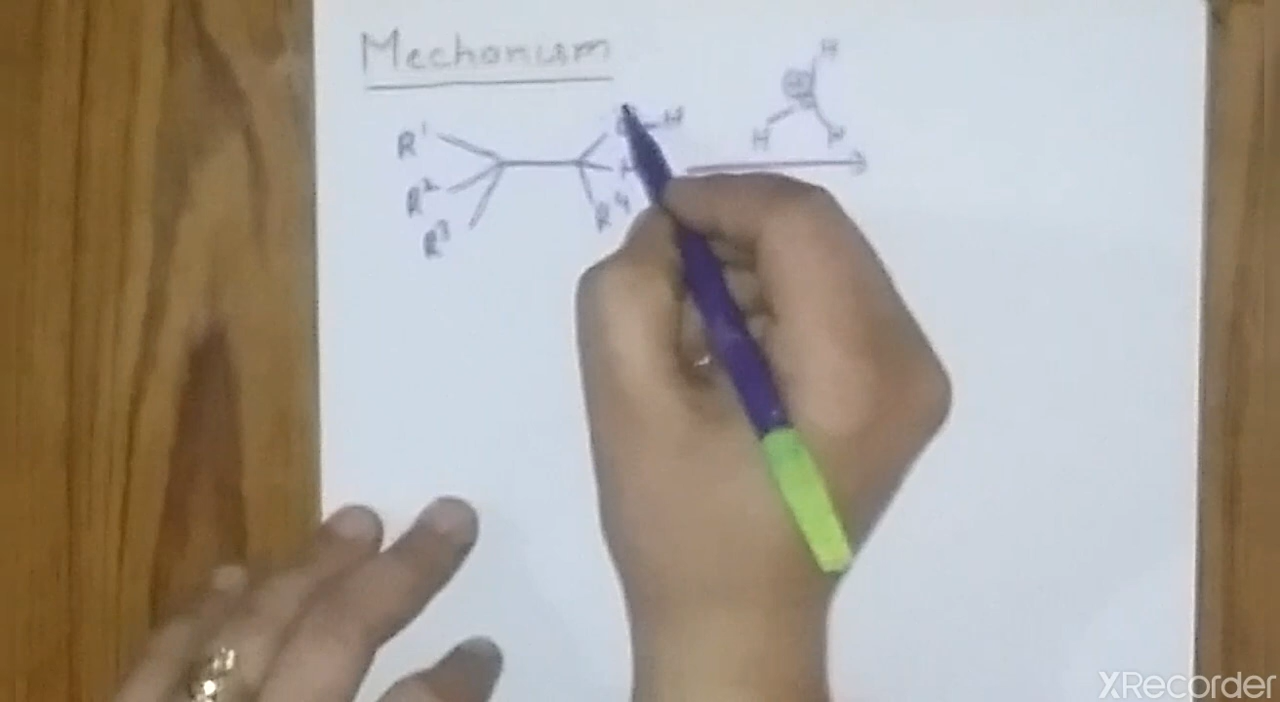 Mechanism
H
R¹ H
H H
R²
R⁴
R³
XRecorder